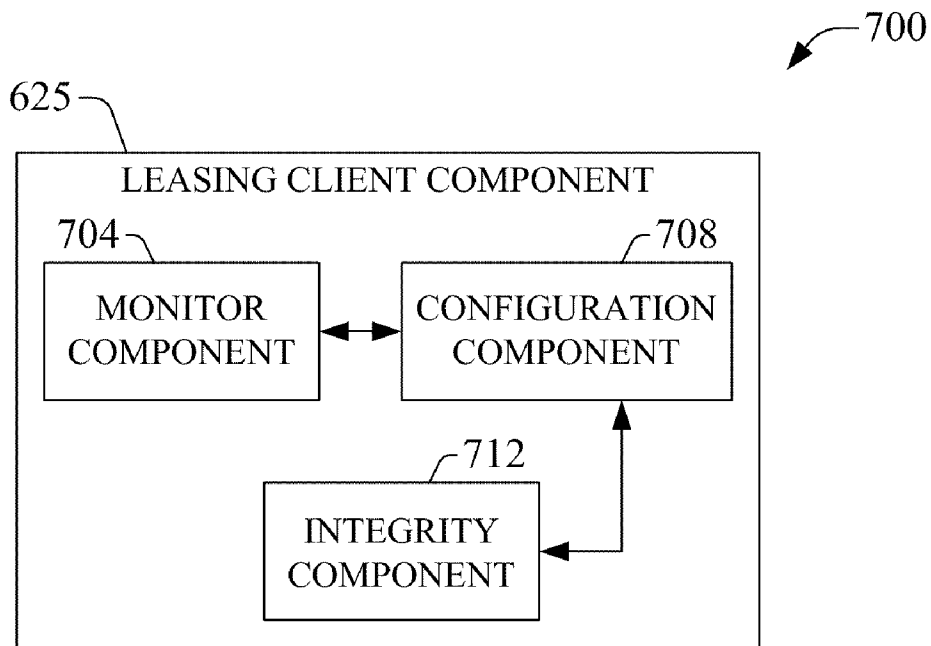 700
625
LEASING CLIENT COMPONENT
704
708
MONITOR
COMPONENT
CONFIGURATION
COMPONENT
712
INTEGRITY
COMPONENT